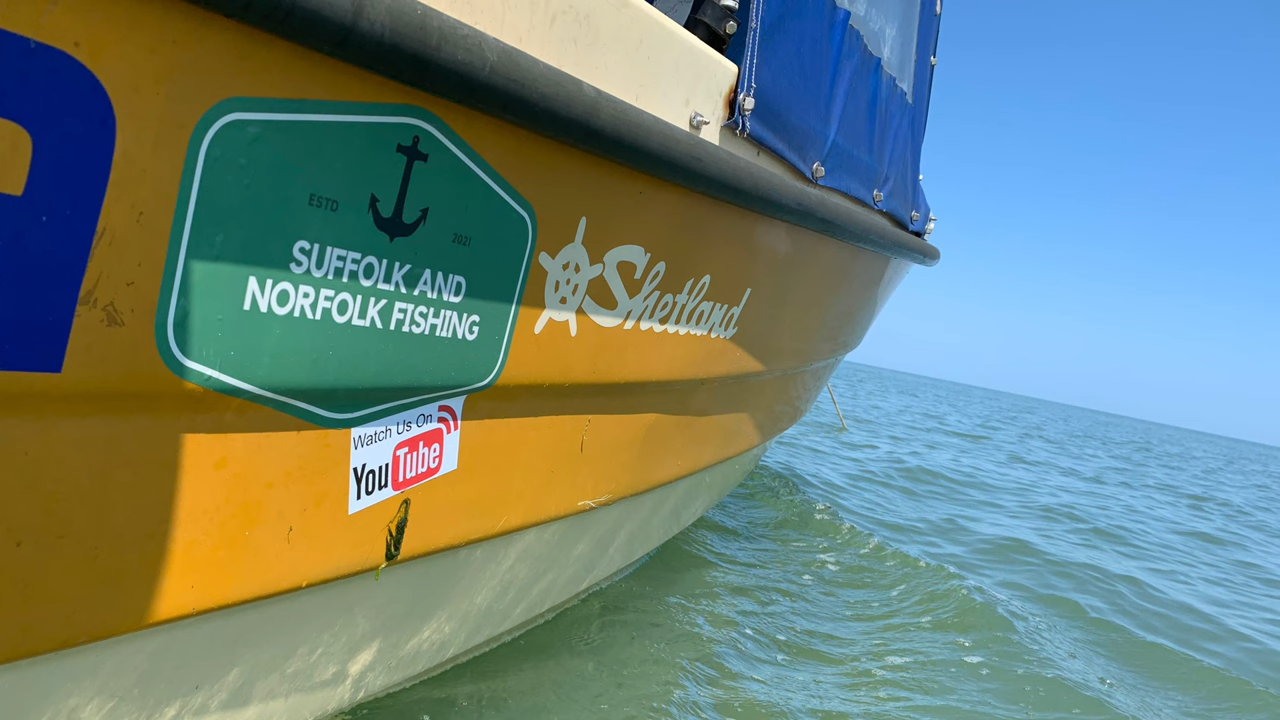 ESTD
2021
SUFFOLK AND
NORFOLK FISHING
Shetland
Watch Us On
YouTube